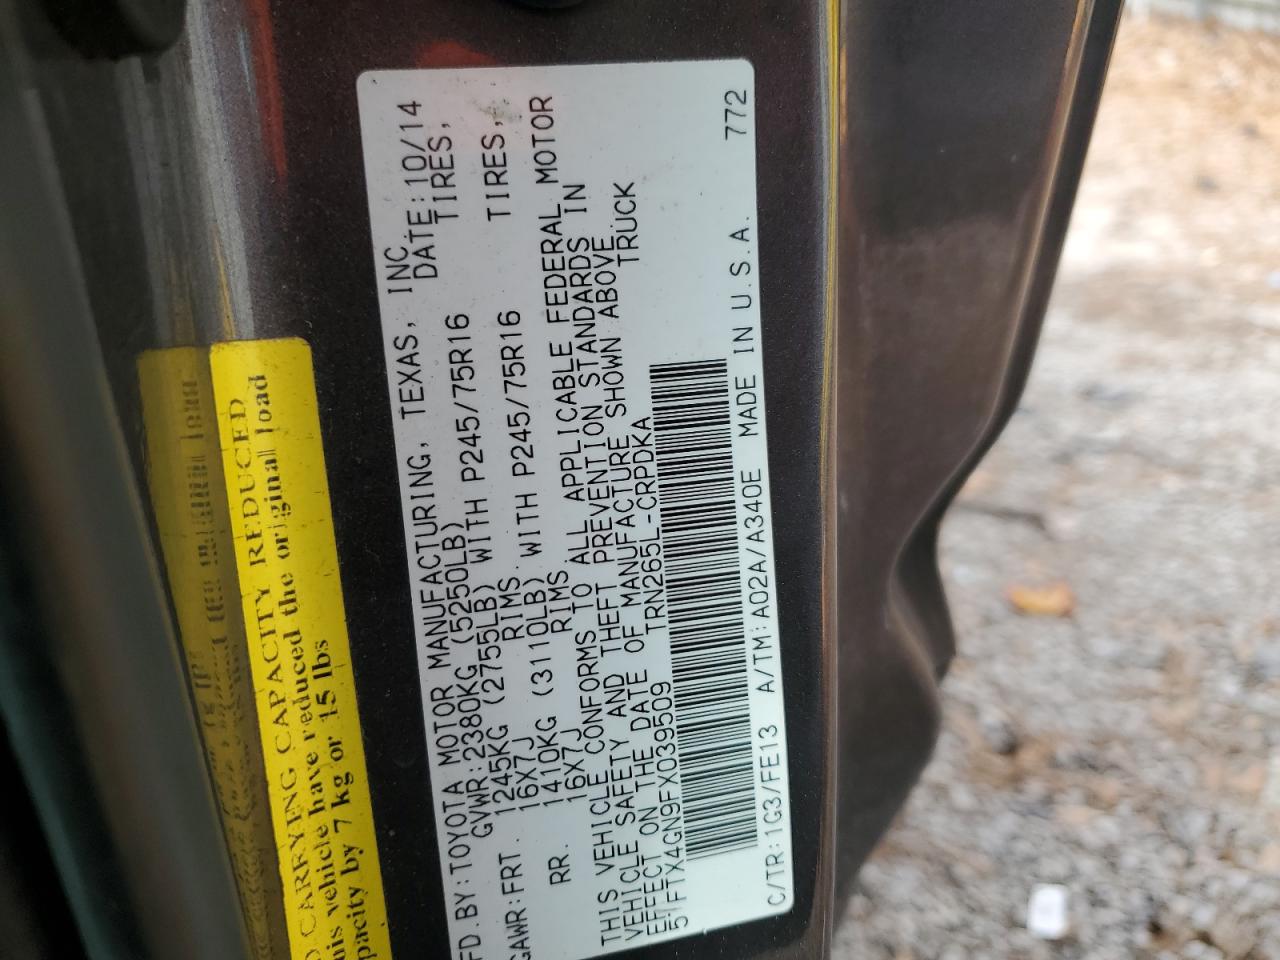 FD.BY:TOYOTA MOTOR MANUFACTURING, TEXAS, INC.
GVWR:2380KG (5250LB) DATE:10/14
GAWR:FRT. 1245KG (2755LB) WITH P245/75R16 TIRES,
16X7J RIMS.
RR. 1410KG (3110LB) WITH P245/75R16 TIRES,
16X7J RIMS
THIS VEHICLE CONFORMS TO ALL APPLICABLE FEDERAL MOTOR
VEHICLE SAFETY AND THEFT PREVENTION STANDARDS IN
EFFECT ON THE DATE OF MANUFACTURE SHOWN ABOVE.
5TFTX4GN9FX039509 TRN265L-CRPDKA TRUCK
C/TR:1G3/FE13 A/TM:A02A/A340E MADE IN U.S.A. 772
D CARRYING CAPACITY REDUCED
his vehicle have reduced the original load
pacity by 7 kg or 15 lbs